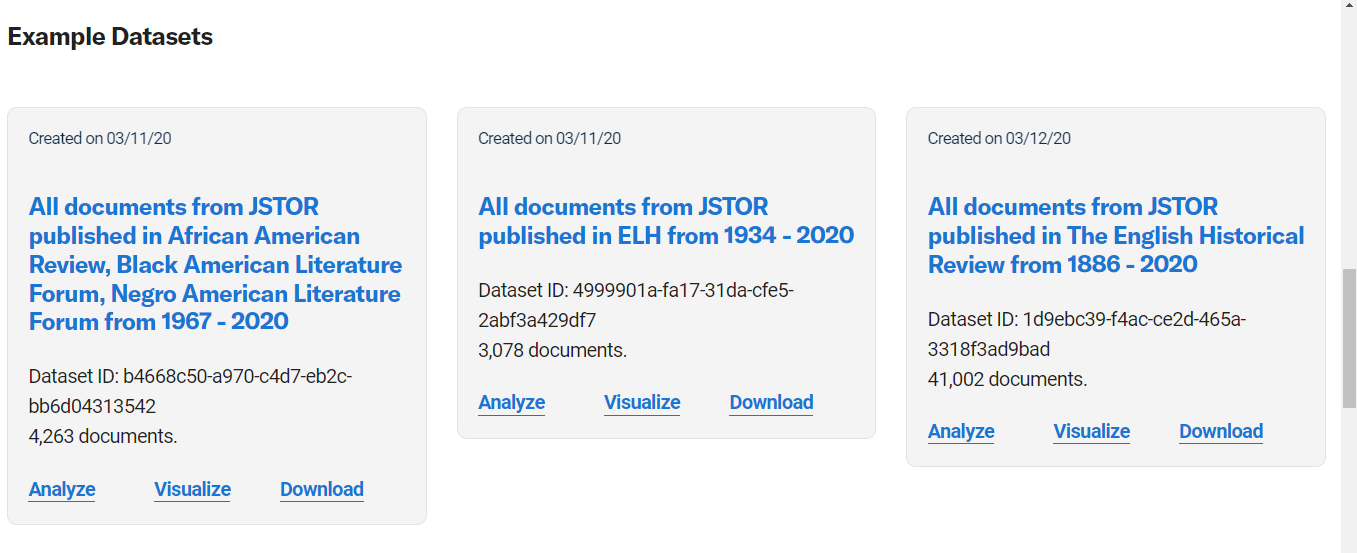 Example Datasets
Created on 03/11/20
All documents from JSTOR
published in African American
Review, Black American Literature
Forum, Negro American Literature
Forum from 1967 - 2020
Dataset ID: b4668c50-a970-c4d7-eb2c-
bb6d04313542
4,263 documents.
Analyze Visualize Download
Created on 03/11/20
All documents from JSTOR
published in ELH from 1934 - 2020
Dataset ID: 4999901a-fa17-31da-cfe5-
2abf3a429df7
3,078 documents.
Analyze Visualize Download
Created on 03/12/20
All documents from JSTOR
published in The English Historical
Review from 1886 - 2020
Dataset ID: 1d9ebc39-f4ac-ce2d-465a-
3318f3ad9bad
41,002 documents.
Analyze Visualize Download